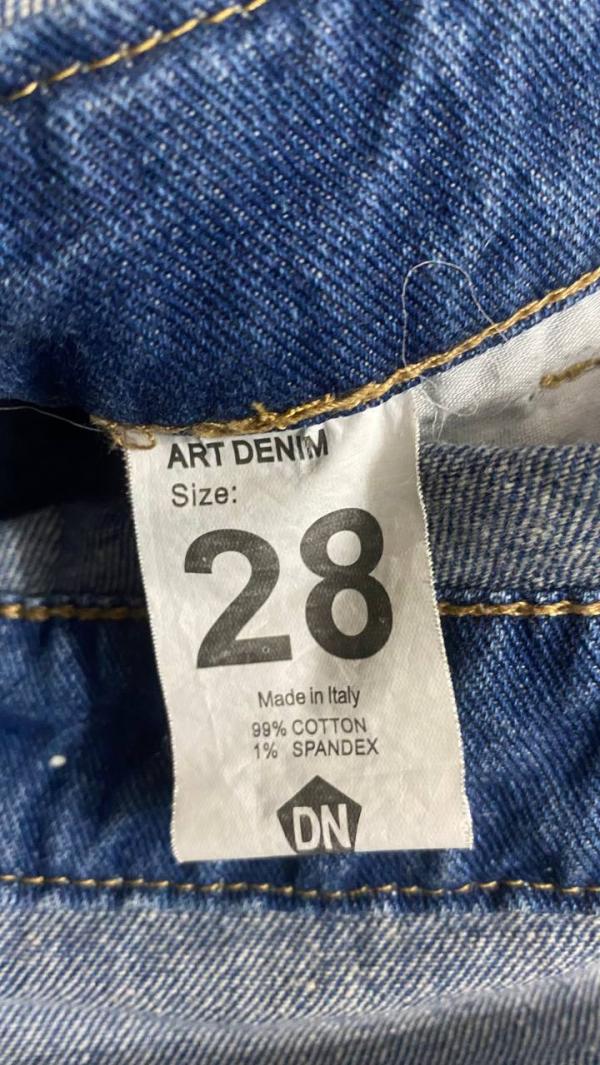 ART DENIM
Size:
28
Made in Italy
99% COTTON
1% SPANDEX
DN